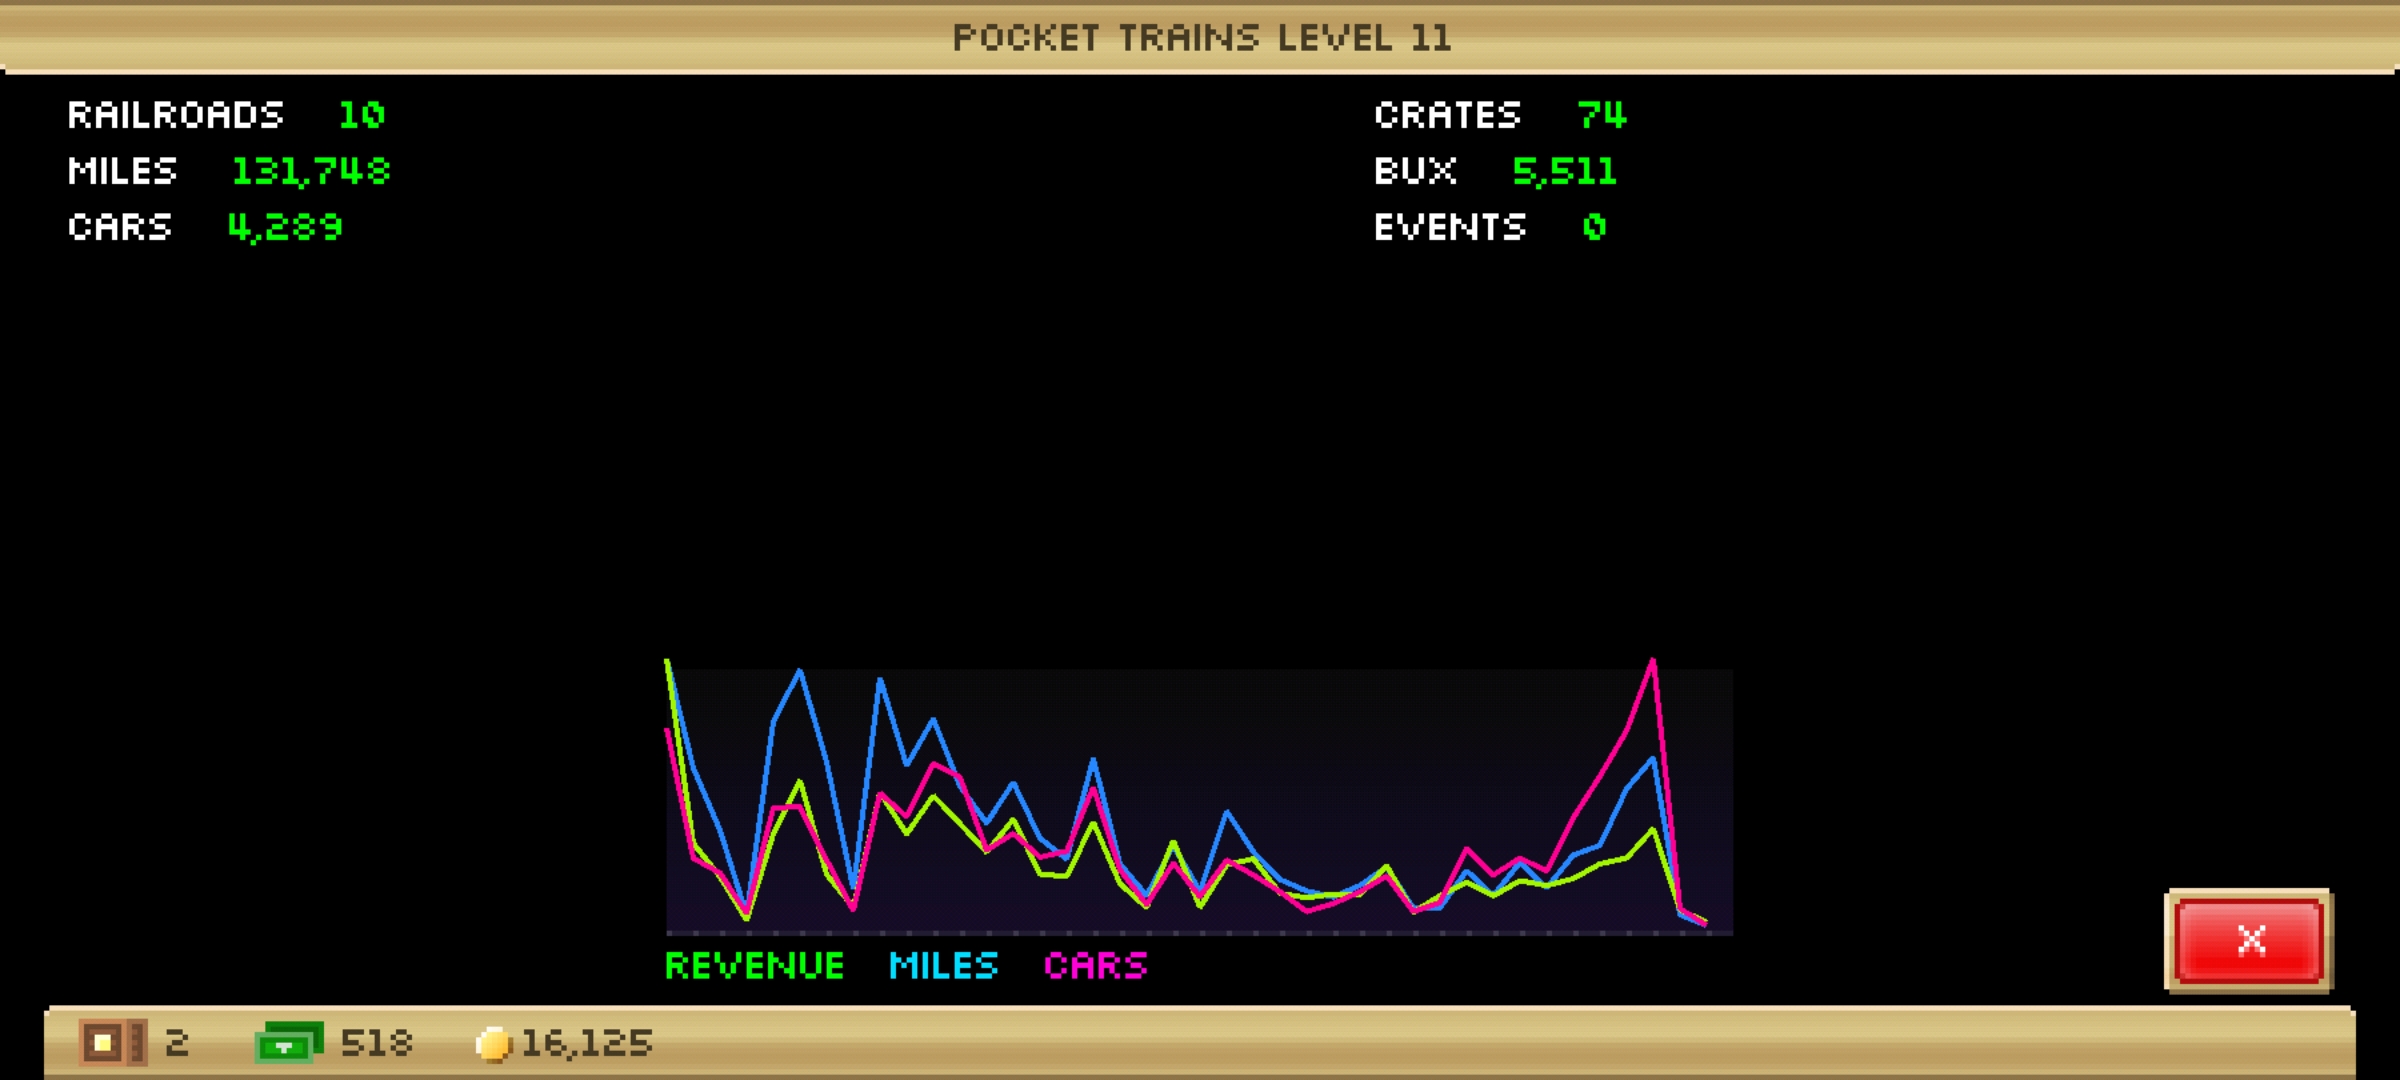 POCKET TRAINS LEVEL 11
RAILROADS 10
MILES 131,748
CARS 4,289
CRATES 74
BUX 5,511
EVENTS 0
REVENUE MILES CARS
X
2 518 16,125